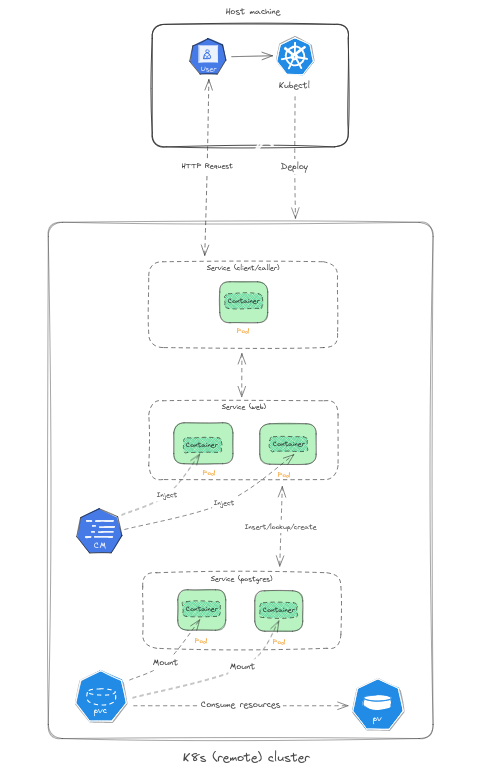 Host machine
User
Kubectl
HTTP Request
Deploy
Service (client/caller)
Container
Pod
Service (web)
Container
Container
Pod
Pod
Inject
Inject
CM
Insert/lookup/create
Service (postgres)
Container
Container
Pod
Pod
Mount
Mount
pvc
Consume resources
pv
K8s (remote) cluster